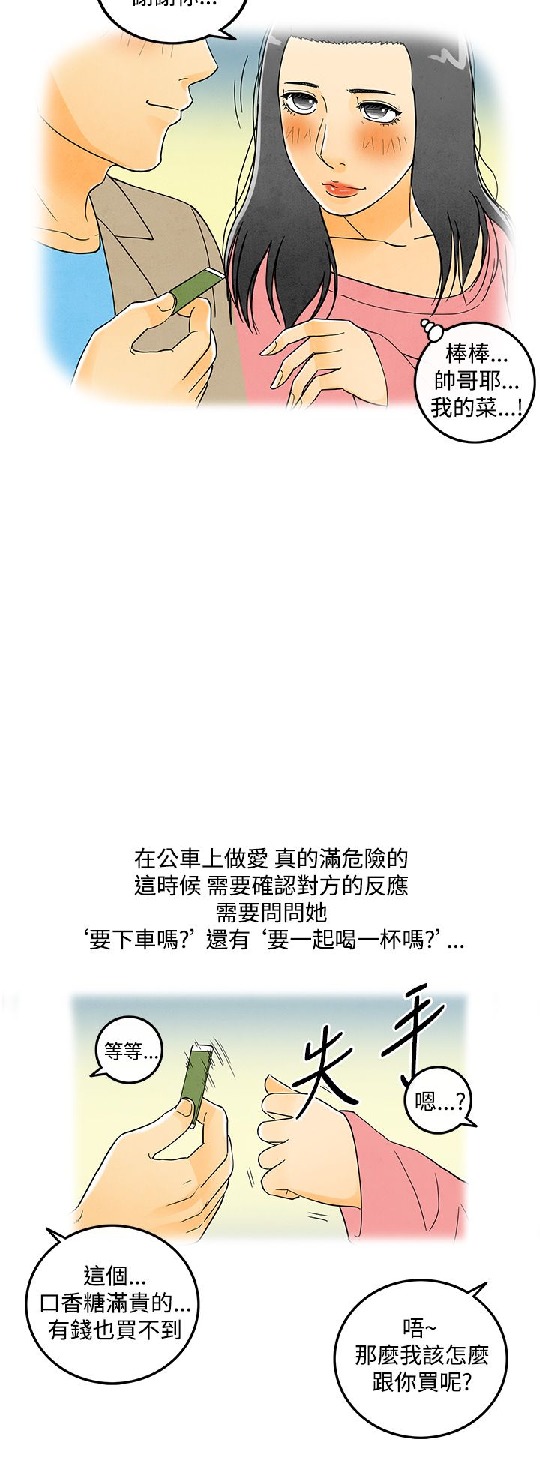 謝謝你...
棒棒...
帥哥耶...
我的菜...!
在公車上做愛 真的滿危險的
這時候 需要確認對方的反應
需要問問她
‘要下車嗎?’ 還有 ‘要一起喝一杯嗎?’...
等等...
失手
嗯...?
這個...
口香糖滿貴的...
有錢也買不到
唔~
那麼我該怎麼
跟你買呢?